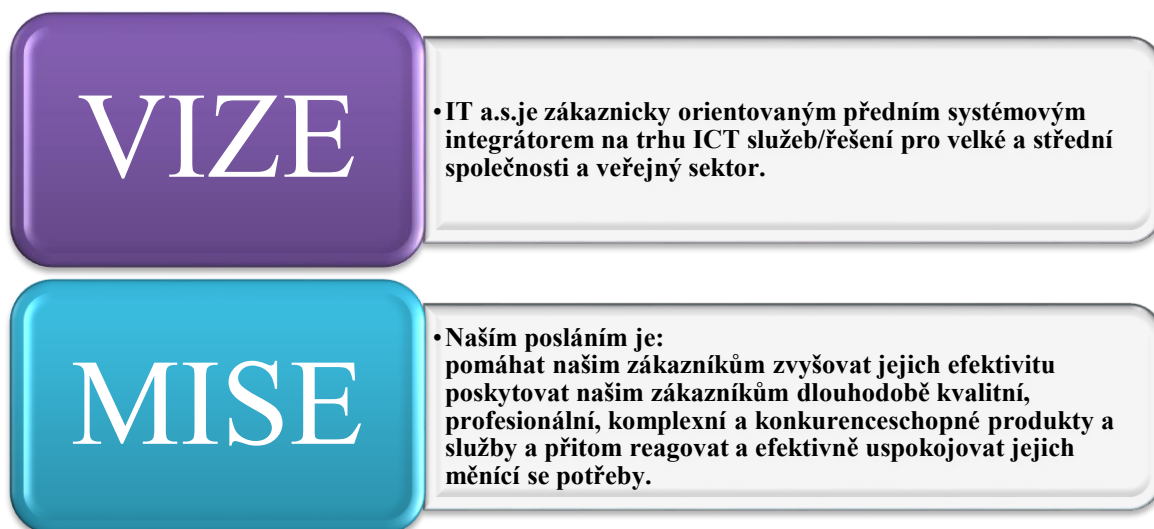 VIZE
•IT a.s.je zákaznicky orientovaným předním systémovým
integrátorem na trhu ICT služeb/řešení pro velké a střední
společnosti a veřejný sektor.
MISE
•Naším posláním je:
pomáhat našim zákazníkům zvyšovat jejich efektivitu
poskytovat našim zákazníkům dlouhodobě kvalitní,
profesionální, komplexní a konkurenceschopné produkty a
služby a přitom reagovat a efektivně uspokojovat jejich
měnící se potřeby.